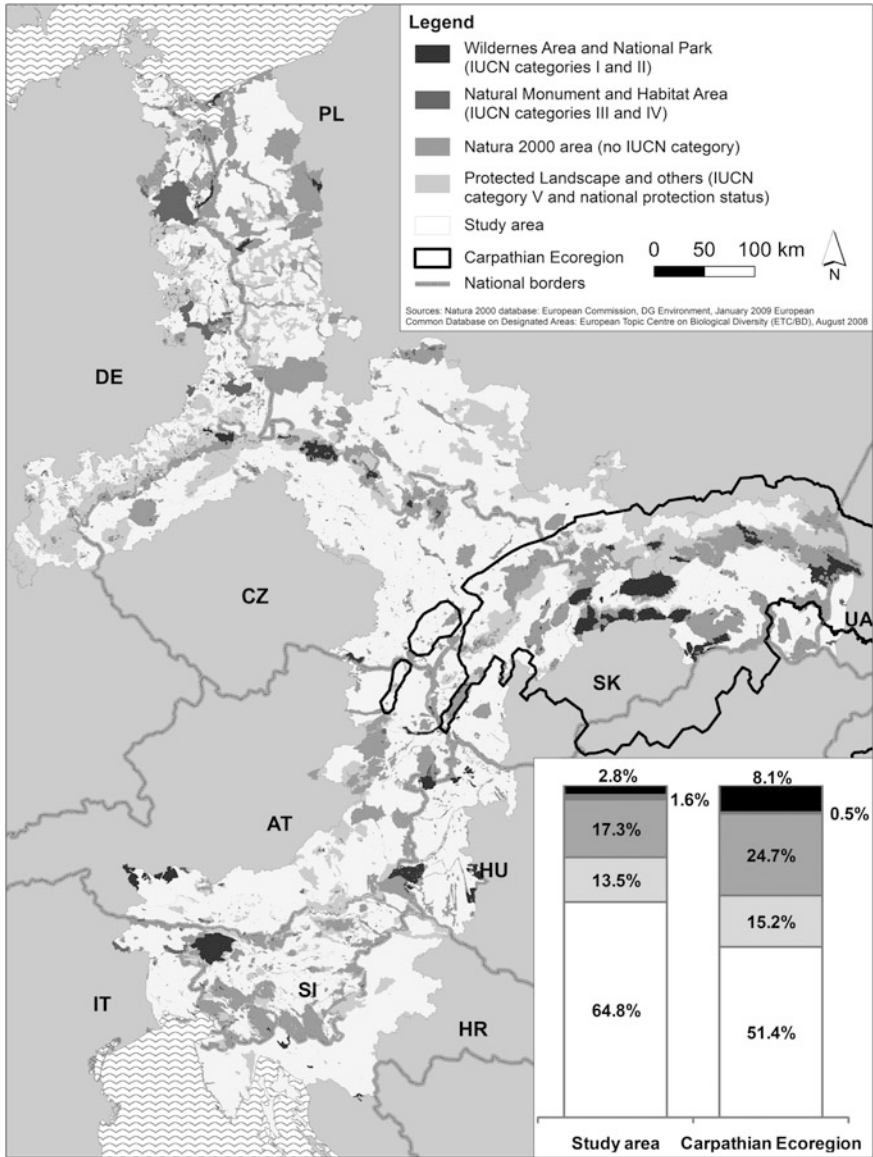 Legend
Wildernes Area and National Park
(IUCN categories I and II)
Natural Monument and Habitat Area
(IUCN categories III and IV)
Natura 2000 area (no IUCN category)
Protected Landscape and others (IUCN
category V and national protection status)
Study area
Carpathian Ecoregion
National borders
0 50 100 km
N
Sources: Natura 2000 database: European Commission, DG Environment, January 2009 European
Common Database on Designated Areas: European Topic Centre on Biological Diversity (ETC/BD), August 2008
PL
DE
CZ
UA
SK
AT
HU
SI
IT
HR
2.8% 8.1%
1.6% 0.5%
17.3% 24.7%
13.5% 15.2%
64.8% 51.4%
Study area Carpathian Ecoregion